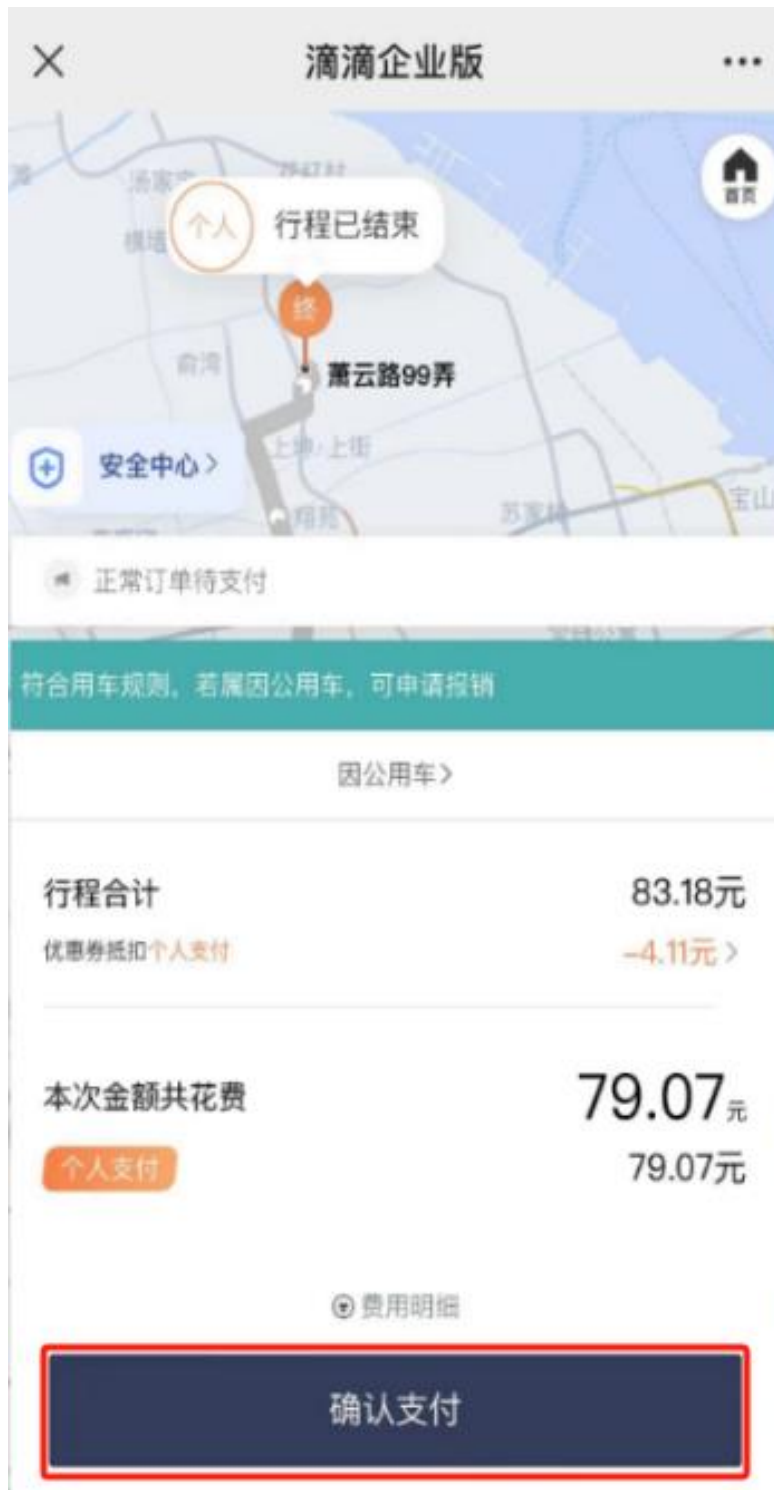 滴滴企业版
首页
个人 行程已结束
终
俞湾
萧云路99弄
安全中心>
宝山
正常订单待支付
符合用车规则，若属因公用车，可申请报销
因公用车>
行程合计 83.18元
优惠券抵扣个人支付 -4.11元>
本次金额共花费 79.07元
个人支付 79.07元
费用明细
确认支付